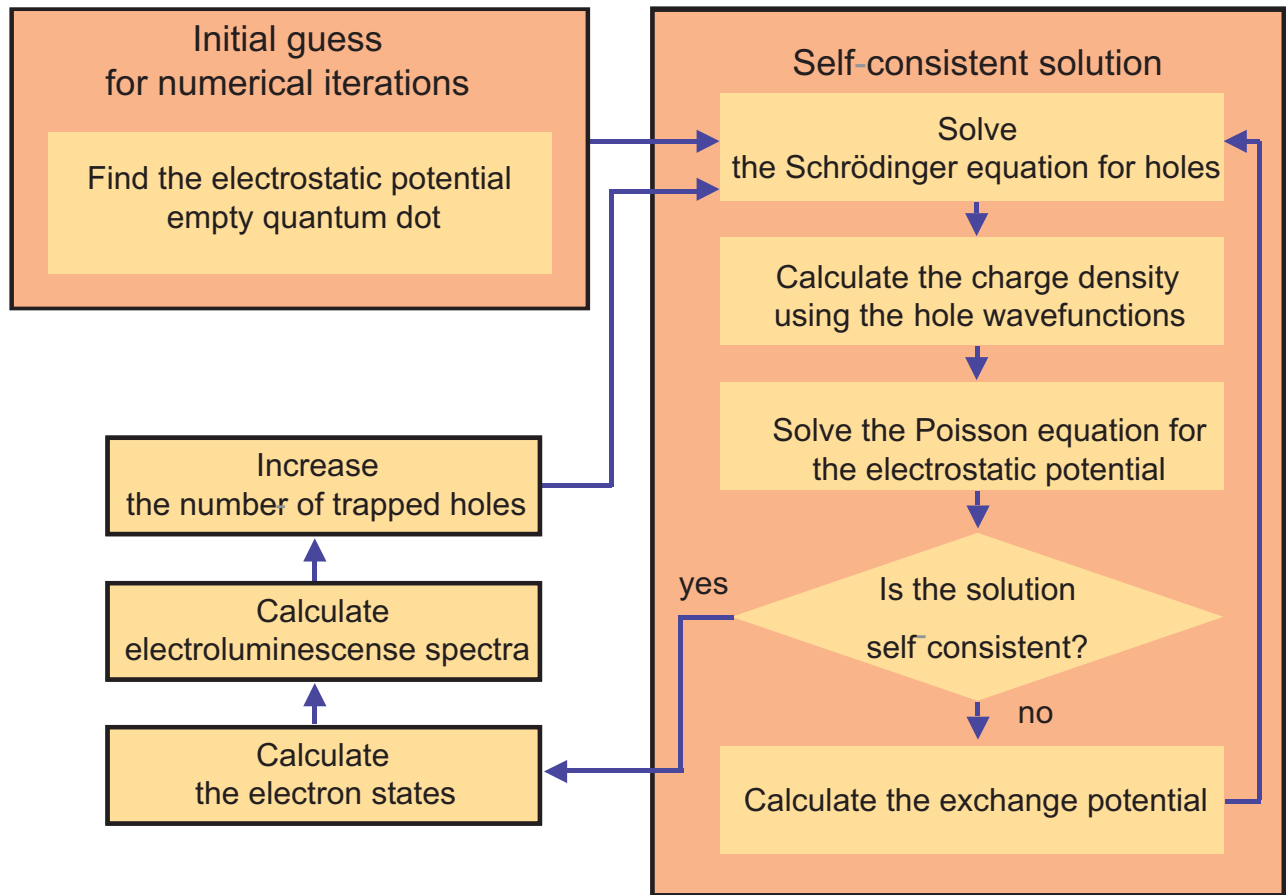 Initial guess
for numerical iterations
Find the electrostatic potential
empty quantum dot
Self-consistent solution
Solve
the Schrödinger equation for holes
Calculate the charge density
using the hole wavefunctions
Solve the Poisson equation for
the electrostatic potential
Is the solution
self-consistent?
yes
no
Calculate the exchange potential
Increase
the number of trapped holes
Calculate
electroluminescense spectra
Calculate
the electron states